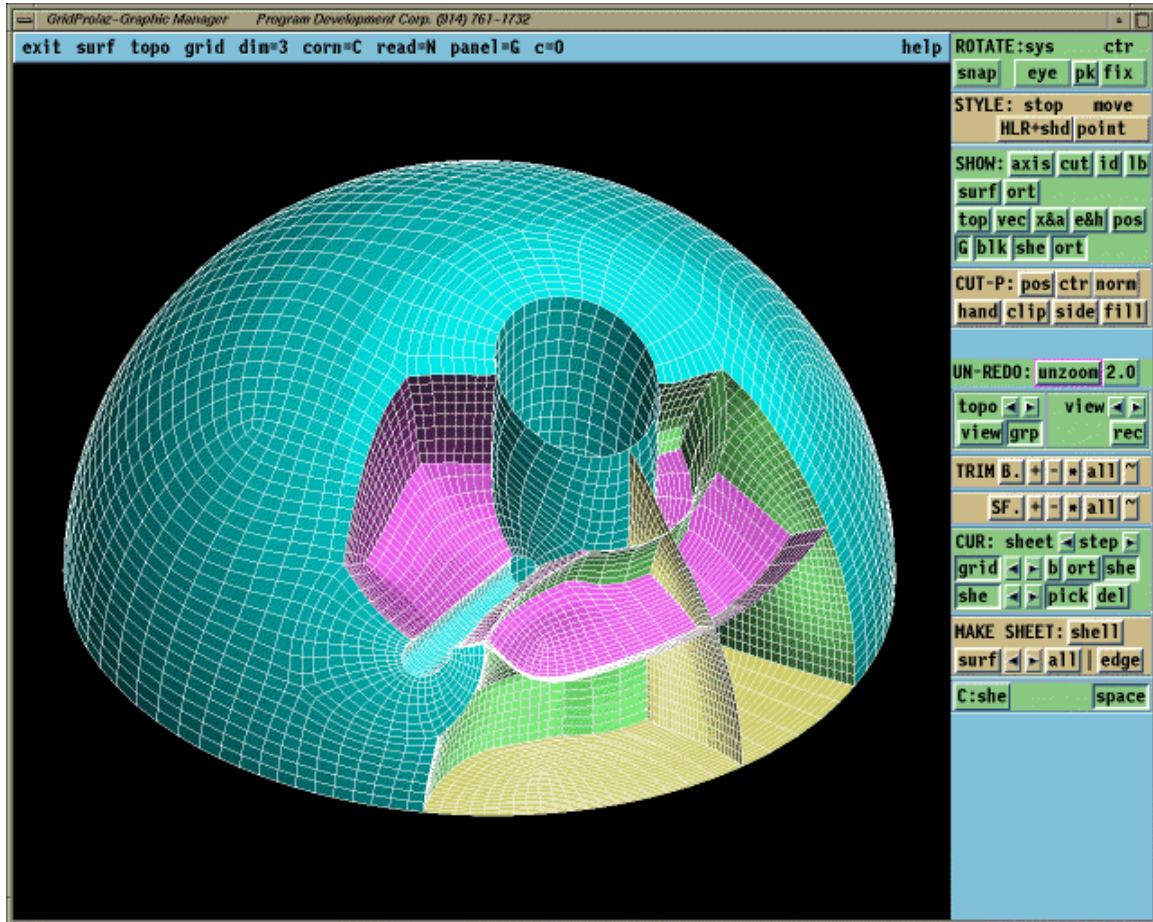 GridPro/az-Graphic Manager Program Development Corp. (914) 761-1732
exit surf topo grid dim=3 corn=C read=N panel=G c=0 help
ROTATE:sys ctr
snap eye pk fix
STYLE: stop move
HLR+shd point
SHOW: axis cut id lb
surf ort
top vec x&a e&h pos
G blk she ort
CUT-P: pos ctr norm
hand clip side fill
UN-REDO: unzoom 2.0
topo view
view grp rec
TRIM B. + - * all ~
SF. + - * all ~
CUR: sheet step
grid b ort she
she pick del
MAKE SHEET: shell
surf all | edge
C:she space